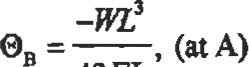 Θ_B = −WL³, (at A)